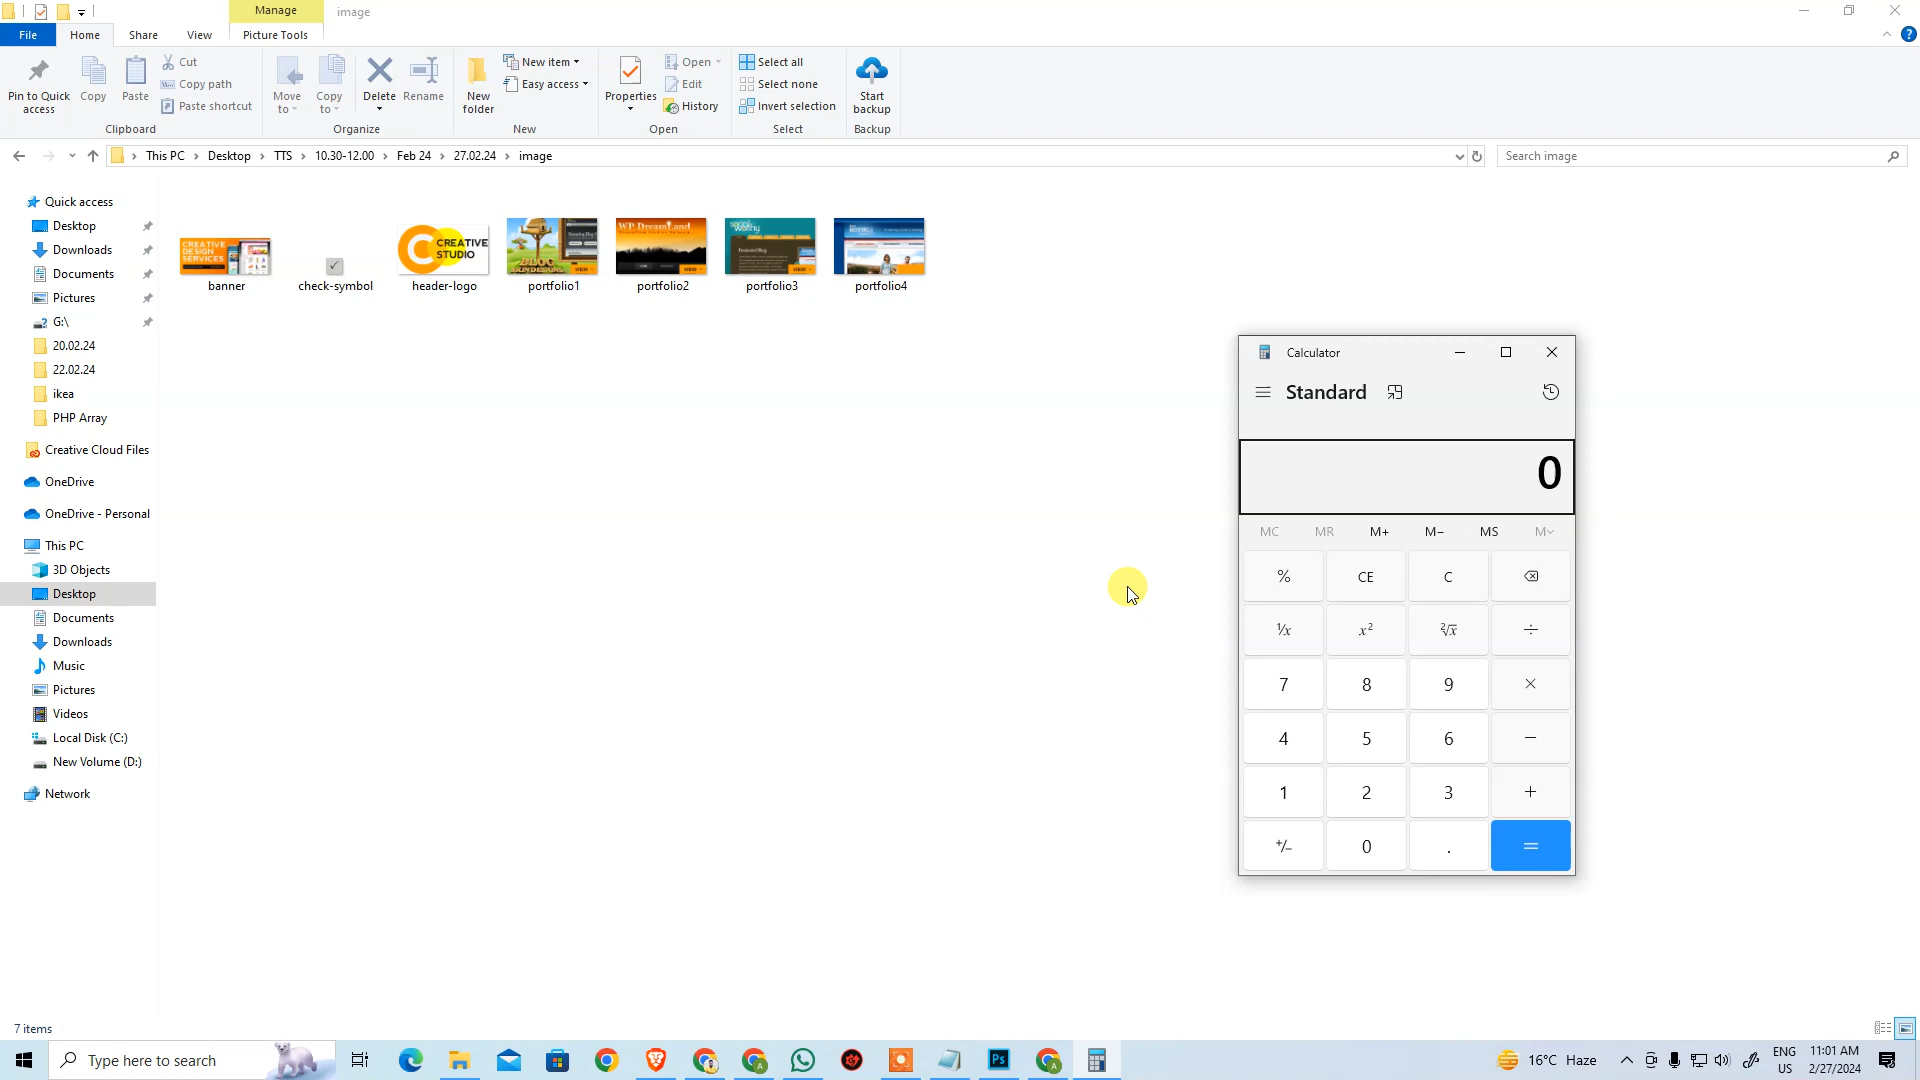 Manage
image
File
Home
Share
View
Picture Tools
Pin to Quick access
Copy
Paste
Cut
Copy path
Paste shortcut
Clipboard
Move to
Copy to
Delete
Rename
Organize
New folder
New item
Easy access
New
Properties
Open
Edit
History
Open
Select all
Select none
Invert selection
Select
Start backup
Backup
This PC › Desktop › TTS › 10.30-12.00 › Feb 24 › 27.02.24 › image
Search image
Quick access
Desktop
Downloads
Documents
Pictures
G:\
20.02.24
22.02.24
ikea
PHP Array
Creative Cloud Files
OneDrive
OneDrive - Personal
This PC
3D Objects
Desktop
Documents
Downloads
Music
Pictures
Videos
Local Disk (C:)
New Volume (D:)
Network
CREATIVE
DESIGN
SERVICES
banner
check-symbol
CREATIVE
STUDIO
header-logo
BLOG
portfolio1
WP DreamLand
portfolio2
portfolio3
portfolio4
Calculator
Standard
0
MC MR M+ M− MS M
% CE C
¹/x x² ²√x ÷
7 8 9 ×
4 5 6 −
1 2 3 +
+/− 0 . =
7 items
Type here to search
Ps
16°C Haze
ENG
US
11:01 AM
2/27/2024